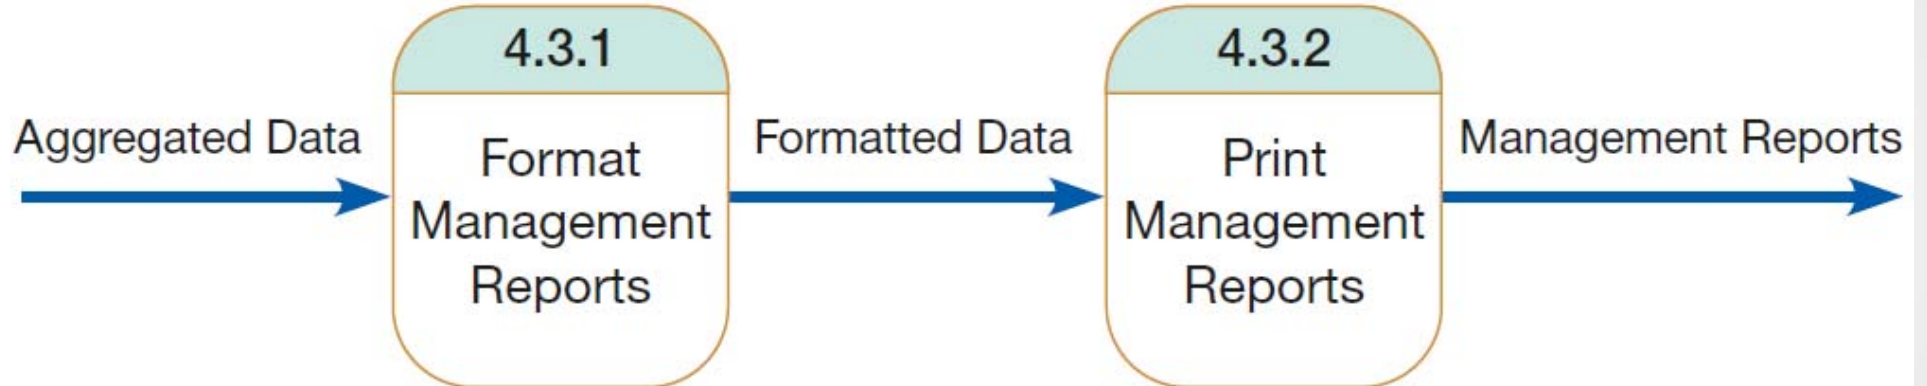 Aggregated Data
4.3.1
Format
Management
Reports
Formatted Data
4.3.2
Print
Management
Reports
Management Reports